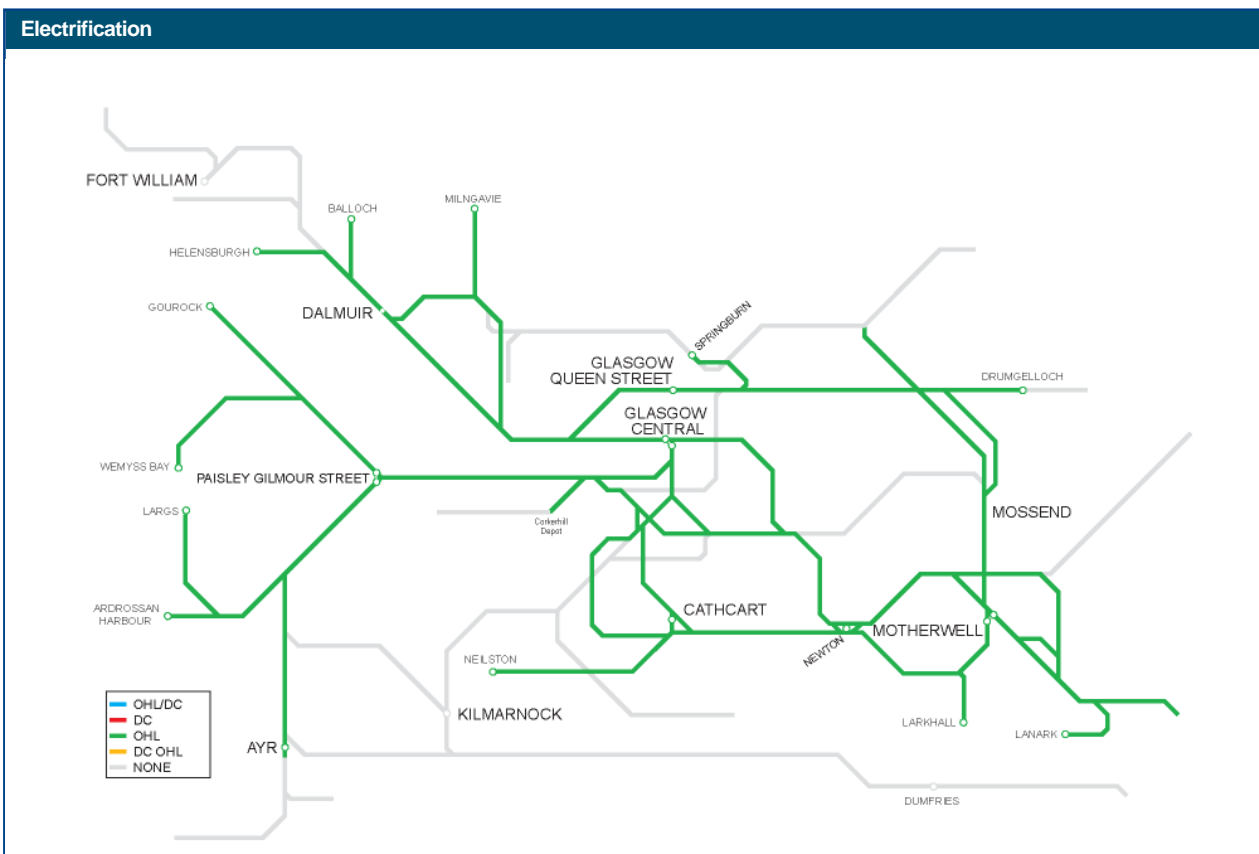 Electrification
FORT WILLIAM
BALLOCH
MILNGAVIE
HELENSBURGH
GOUROCK
DALMUIR
SPRINGBURN
GLASGOW
QUEEN STREET
DRUMGELLOCH
GLASGOW
CENTRAL
WEMYSS BAY
PAISLEY GILMOUR STREET
LARGS
Corkerhill
Depot
MOSSEND
ARDROSSAN
HARBOUR
CATHCART
MOTHERWELL
NEWTON
NEILSTON
KILMARNOCK
LARKHALL
LANARK
OHL/DC
DC
OHL
DC OHL
NONE
AYR
DUMFRIES